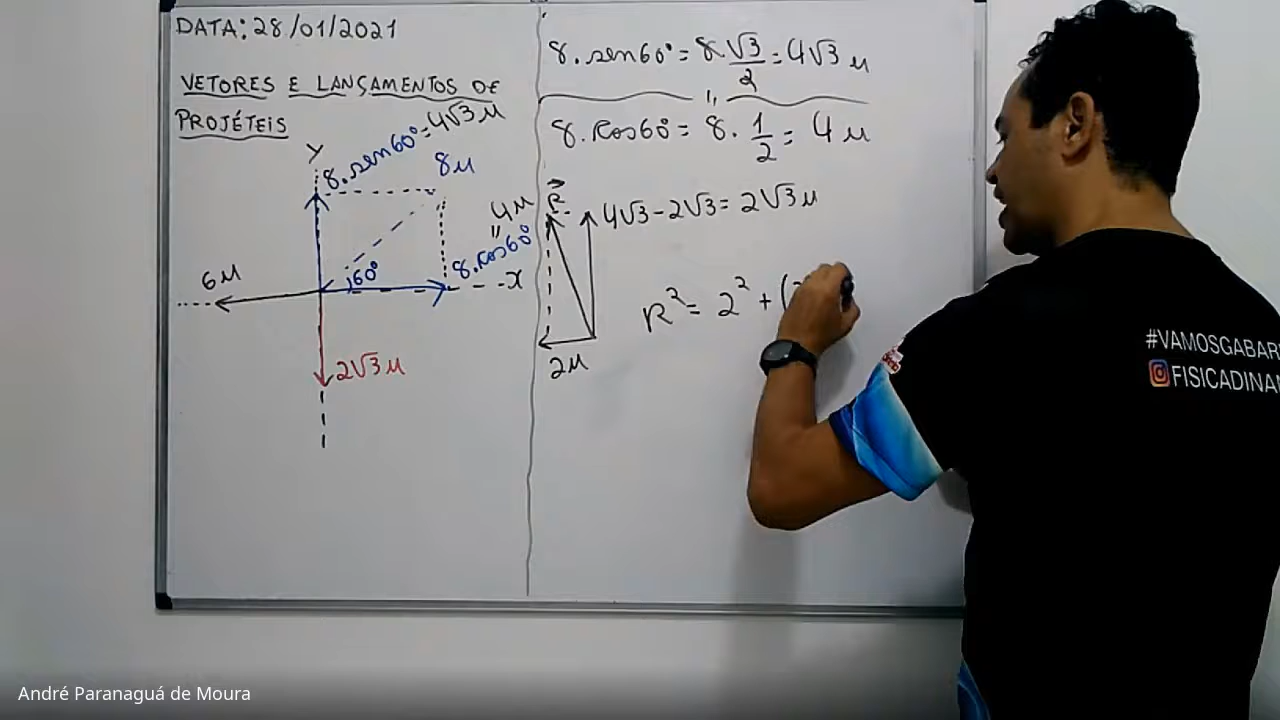 DATA: 28/01/2021
VETORES E LANÇAMENTOS DE
PROJÉTEIS
y
8.sen60°=4√3 u
8u
6u
60°
4u
"
8.cos60°
x
2√3 u
8.sen60° = 8.√3/2 = 4√3 u
"
8.cos60° = 8.1/2 = 4 u
R
4√3-2√3 = 2√3 u
2u
R² = 2² + (2
#VAMOSGABAR
FISICADINA
André Paranaguá de Moura